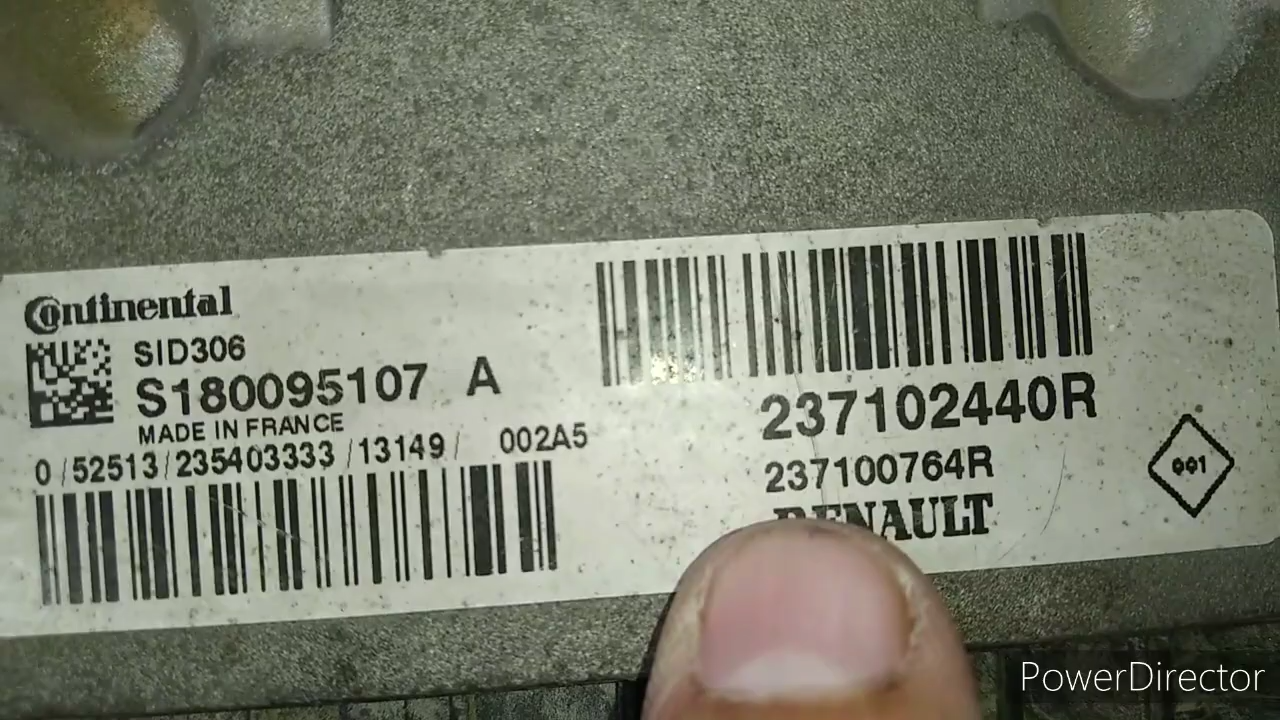 Continental
SID306
S180095107 A
MADE IN FRANCE
0/52513/235403333/13149/ 002A5
237102440R
237100764R
RENAULT
001
PowerDirector